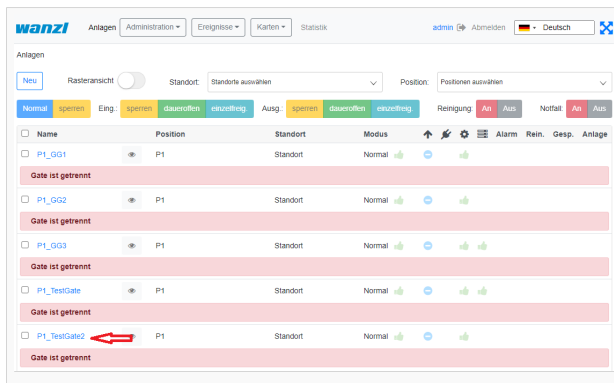 wanzl Anlagen Administration Ereignisse Karten Statistik admin Abmelden Deutsch
Anlagen
Neu Rasteransicht Standort: Standorte auswählen Position: Positionen auswählen
Normal sperren Eing.: sperren daueroffen einzelfreig. Ausg.: sperren daueroffen einzelfreig. Reinigung: An Aus Notfall: An Aus
Name Position Standort Modus Alarm Rein. Gesp. Anlage
P1_GG1 P1 Standort Normal
Gate ist getrennt
P1_GG2 P1 Standort Normal
Gate ist getrennt
P1_GG3 P1 Standort Normal
Gate ist getrennt
P1_TestGate P1 Standort Normal
Gate ist getrennt
P1_TestGate2 P1 Standort Normal
Gate ist getrennt